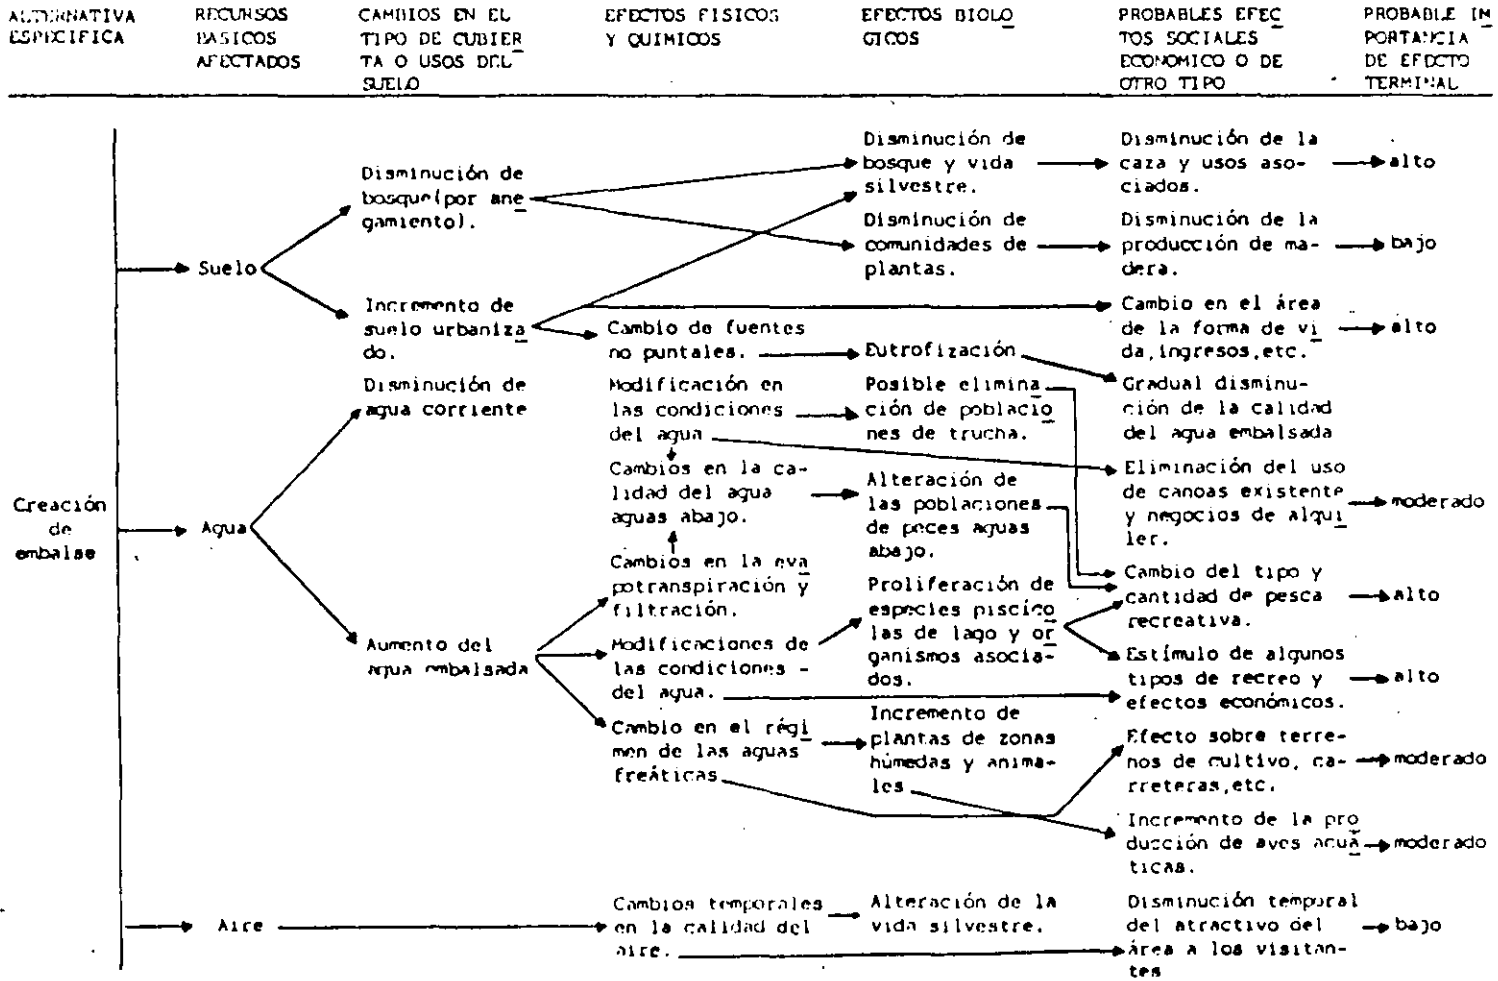 ALTERNATIVA
ESPECIFICA
RECURSOS
BASICOS
AFECTADOS
CAMBIOS EN EL
TIPO DE CUBIER
TA O USOS DEL
SUELO
EFECTOS FISICOS
Y QUIMICOS
EFECTOS BIOLO
GICOS
PROBABLES EFEC
TOS SOCIALES
ECONOMICO O DE
OTRO TIPO
PROBABLE IM
PORTANCIA
DE EFECTO
TERMINAL
Creación
de
embalse
Suelo
Disminución de
bosque(por ane
gamiento).
Incremento de
suelo urbaniza
do.
Cambio de fuentes
no puntales.
Disminución de
bosque y vida
silvestre.
Disminución de
comunidades de
plantas.
Eutrofización
Disminución de la
caza y usos aso-
ciados.
alto
Disminución de la
producción de ma-
dera.
bajo
Cambio en el área
de la forma de vi
da,ingresos,etc.
alto
Gradual disminu-
ción de la calidad
del agua embalsada
Agua
Disminución de
agua corriente
Aumento del
agua embalsada
Modificación en
las condiciones
del agua
Cambios en la ca-
lidad del agua
aguas abajo.
Cambios en la eva
potranspiración y
filtración.
Modificaciones de
las condiciones -
del agua.
Cambio en el régi
men de las aguas
freáticas
Posible elimina
ción de poblacio
nes de trucha.
Alteración de
las poblaciones
de peces aguas
abajo.
Proliferación de
especies piscíco
las de lago y or
ganismos asocia-
dos.
Incremento de
plantas de zonas
húmedas y anima-
les
Eliminación del uso
de canoas existente
y negocios de alqui
ler.
moderado
Cambio del tipo y
cantidad de pesca
recreativa.
alto
Estímulo de algunos
tipos de recreo y
efectos económicos.
alto
Efecto sobre terre-
nos de cultivo, ca-
rreteras,etc.
moderado
Incremento de la pro
ducción de aves acuá
ticas.
moderado
Aire
Cambios temporales
en la calidad del
aire.
Alteración de la
vida silvestre.
Disminución temporal
del atractivo del
área a los visitan-
tes
bajo